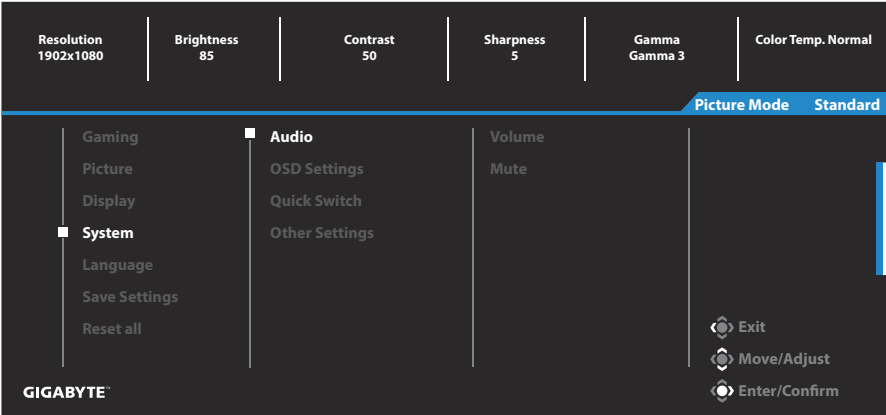 Resolution
1902x1080
Brightness
85
Contrast
50
Sharpness
5
Gamma
Gamma 3
Color Temp. Normal
Picture Mode Standard
Gaming
Picture
Display
System
Language
Save Settings
Reset all
Audio
OSD Settings
Quick Switch
Other Settings
Volume
Mute
Exit
Move/Adjust
Enter/Confirm
GIGABYTE™